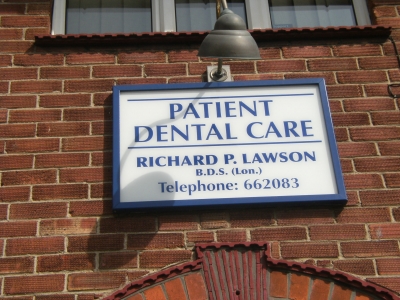 PATIENT
DENTAL CARE
RICHARD P. LAWSON
B.D.S. (Lon.)
Telephone: 662083